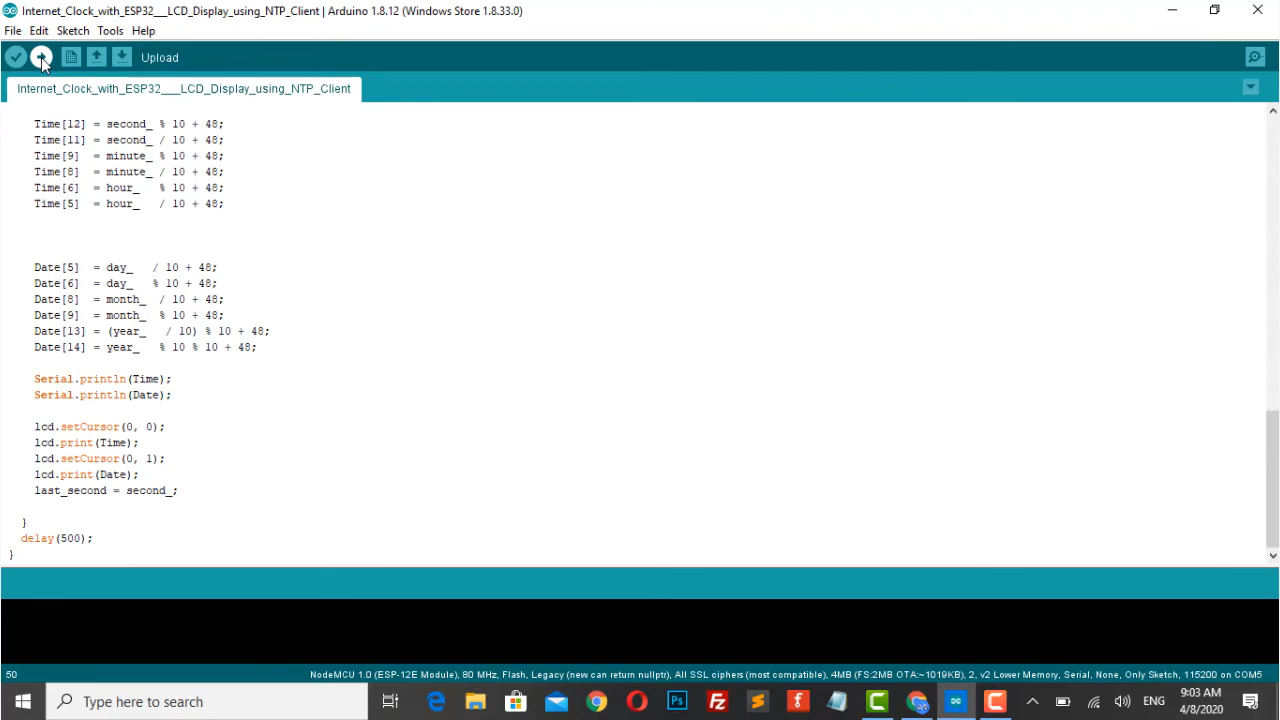 Internet_Clock_with_ESP32___LCD_Display_using_NTP_Client | Arduino 1.8.12 (Windows Store 1.8.33.0)
File Edit Sketch Tools Help
Upload
Internet_Clock_with_ESP32___LCD_Display_using_NTP_Client
Time[12] = second_ % 10 + 48;
Time[11] = second_ / 10 + 48;
Time[9]  = minute_ % 10 + 48;
Time[8]  = minute_ / 10 + 48;
Time[6]  = hour_   % 10 + 48;
Time[5]  = hour_   / 10 + 48;
Date[5]  = day_   / 10 + 48;
Date[6]  = day_   % 10 + 48;
Date[8]  = month_  / 10 + 48;
Date[9]  = month_  % 10 + 48;
Date[13] = (year_   / 10) % 10 + 48;
Date[14] = year_   % 10 % 10 + 48;
Serial.println(Time);
Serial.println(Date);
lcd.setCursor(0, 0);
lcd.print(Time);
lcd.setCursor(0, 1);
lcd.print(Date);
last_second = second_;
}
delay(500);
}
50 NodeMCU 1.0 (ESP-12E Module), 80 MHz, Flash, Legacy (new can return nullptr), All SSL ciphers (most compatible), 4MB (FS:2MB OTA:~1019KB), 2, v2 Lower Memory, Serial, None, Only Sketch, 115200 on COM5
Type here to search
Ps
Fz
ENG
9:03 AM
4/8/2020